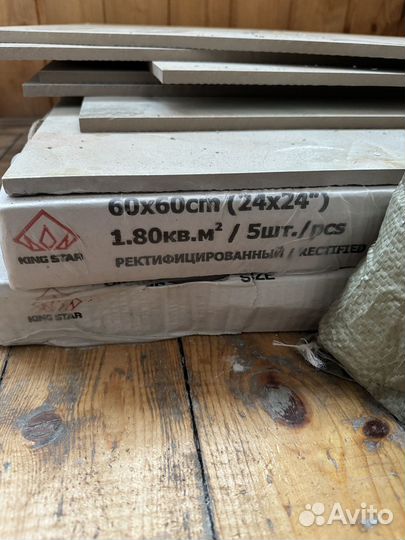 60x60cm (24x24")
1.80кв.м² / 5шт./pcs
РЕКТИФИЦИРОВАННЫЙ / RECTIFIED
KING STAR
SIZE
KING STAR
Avito